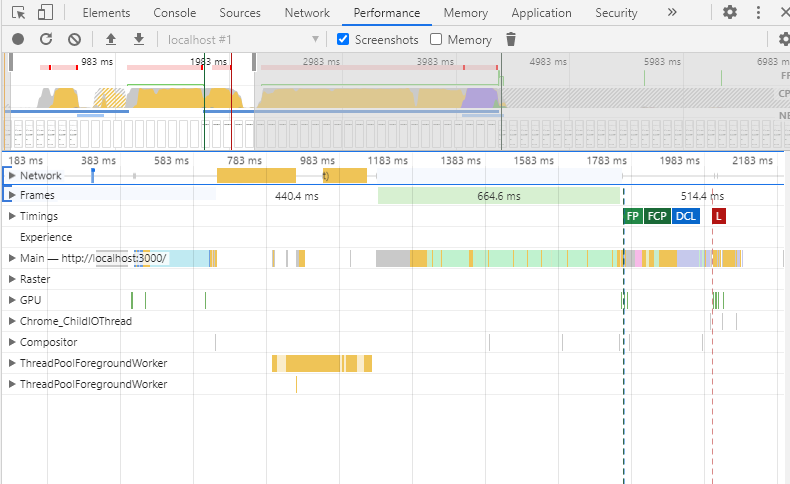 Elements Console Sources Network Performance Memory Application Security »
localhost #1 Screenshots Memory
983 ms 1983 ms 2983 ms 3983 ms 4983 ms 5983 ms 6983 m
FP
CP
NE
183 ms 383 ms 583 ms 783 ms 983 ms 1183 ms 1383 ms 1583 ms 1783 ms 1983 ms 2183 ms
Network t)
Frames 440.4 ms 664.6 ms 514.4 ms
Timings FP FCP DCL L
Experience
Main — http://localhost:3000/
Raster
GPU
Chrome_ChildIOThread
Compositor
ThreadPoolForegroundWorker
ThreadPoolForegroundWorker